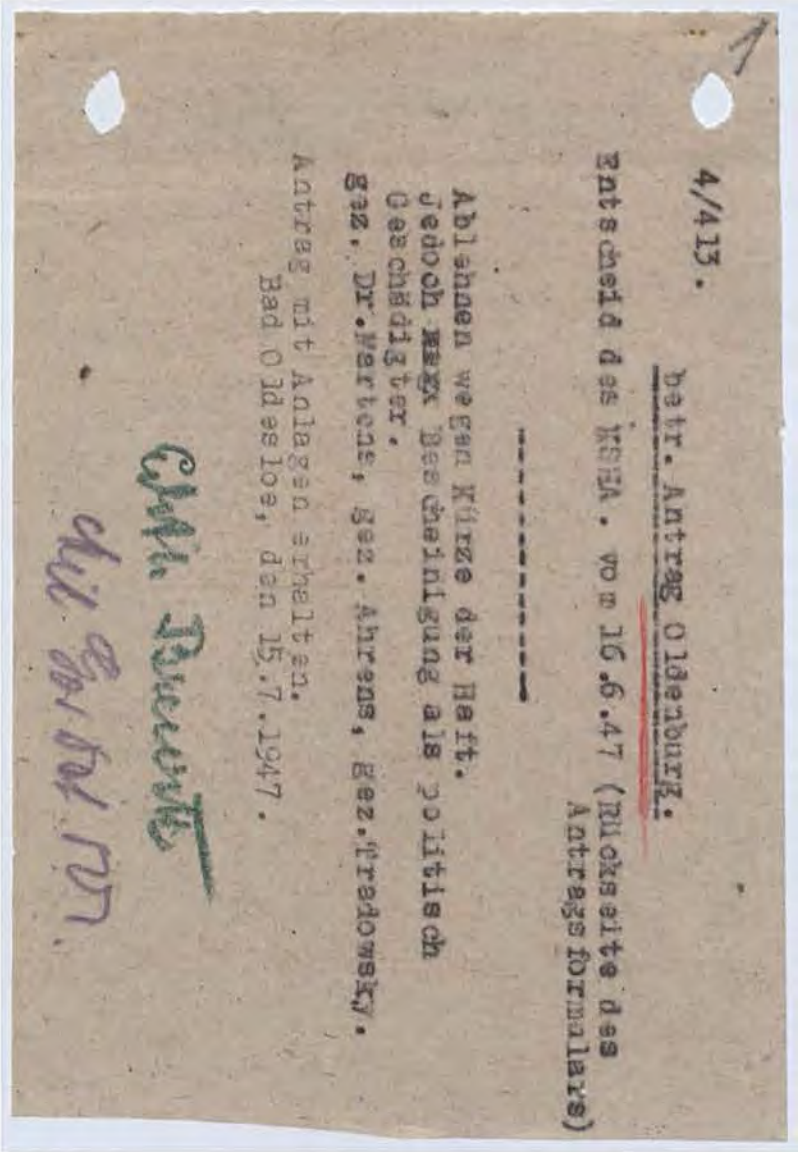 1
4/413.
betr. Antrag Oldenburg.
Entscheid des KSHA. vom 16.6.47 (Rückseite des
Antragsformulars)
Ablehnen wegen Kürze der Haft.
Jedoch Bescheinigung als politisch
Geschädigter.
gez. Dr.Martens, gez. Ahrens, gez.Tradowsky.
Antrag mit Anlagen erhalten.
Bad Oldesloe, den 15.7.1947.